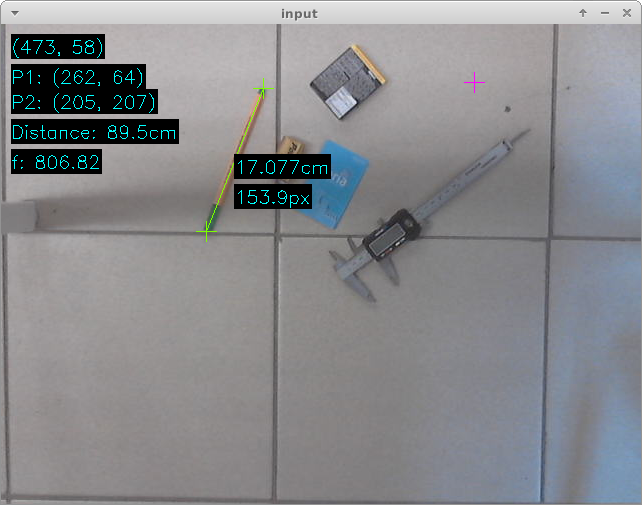 input
(473, 58)
P1: (262, 64)
P2: (205, 207)
Distance: 89.5cm
f: 806.82
17.077cm
153.9px